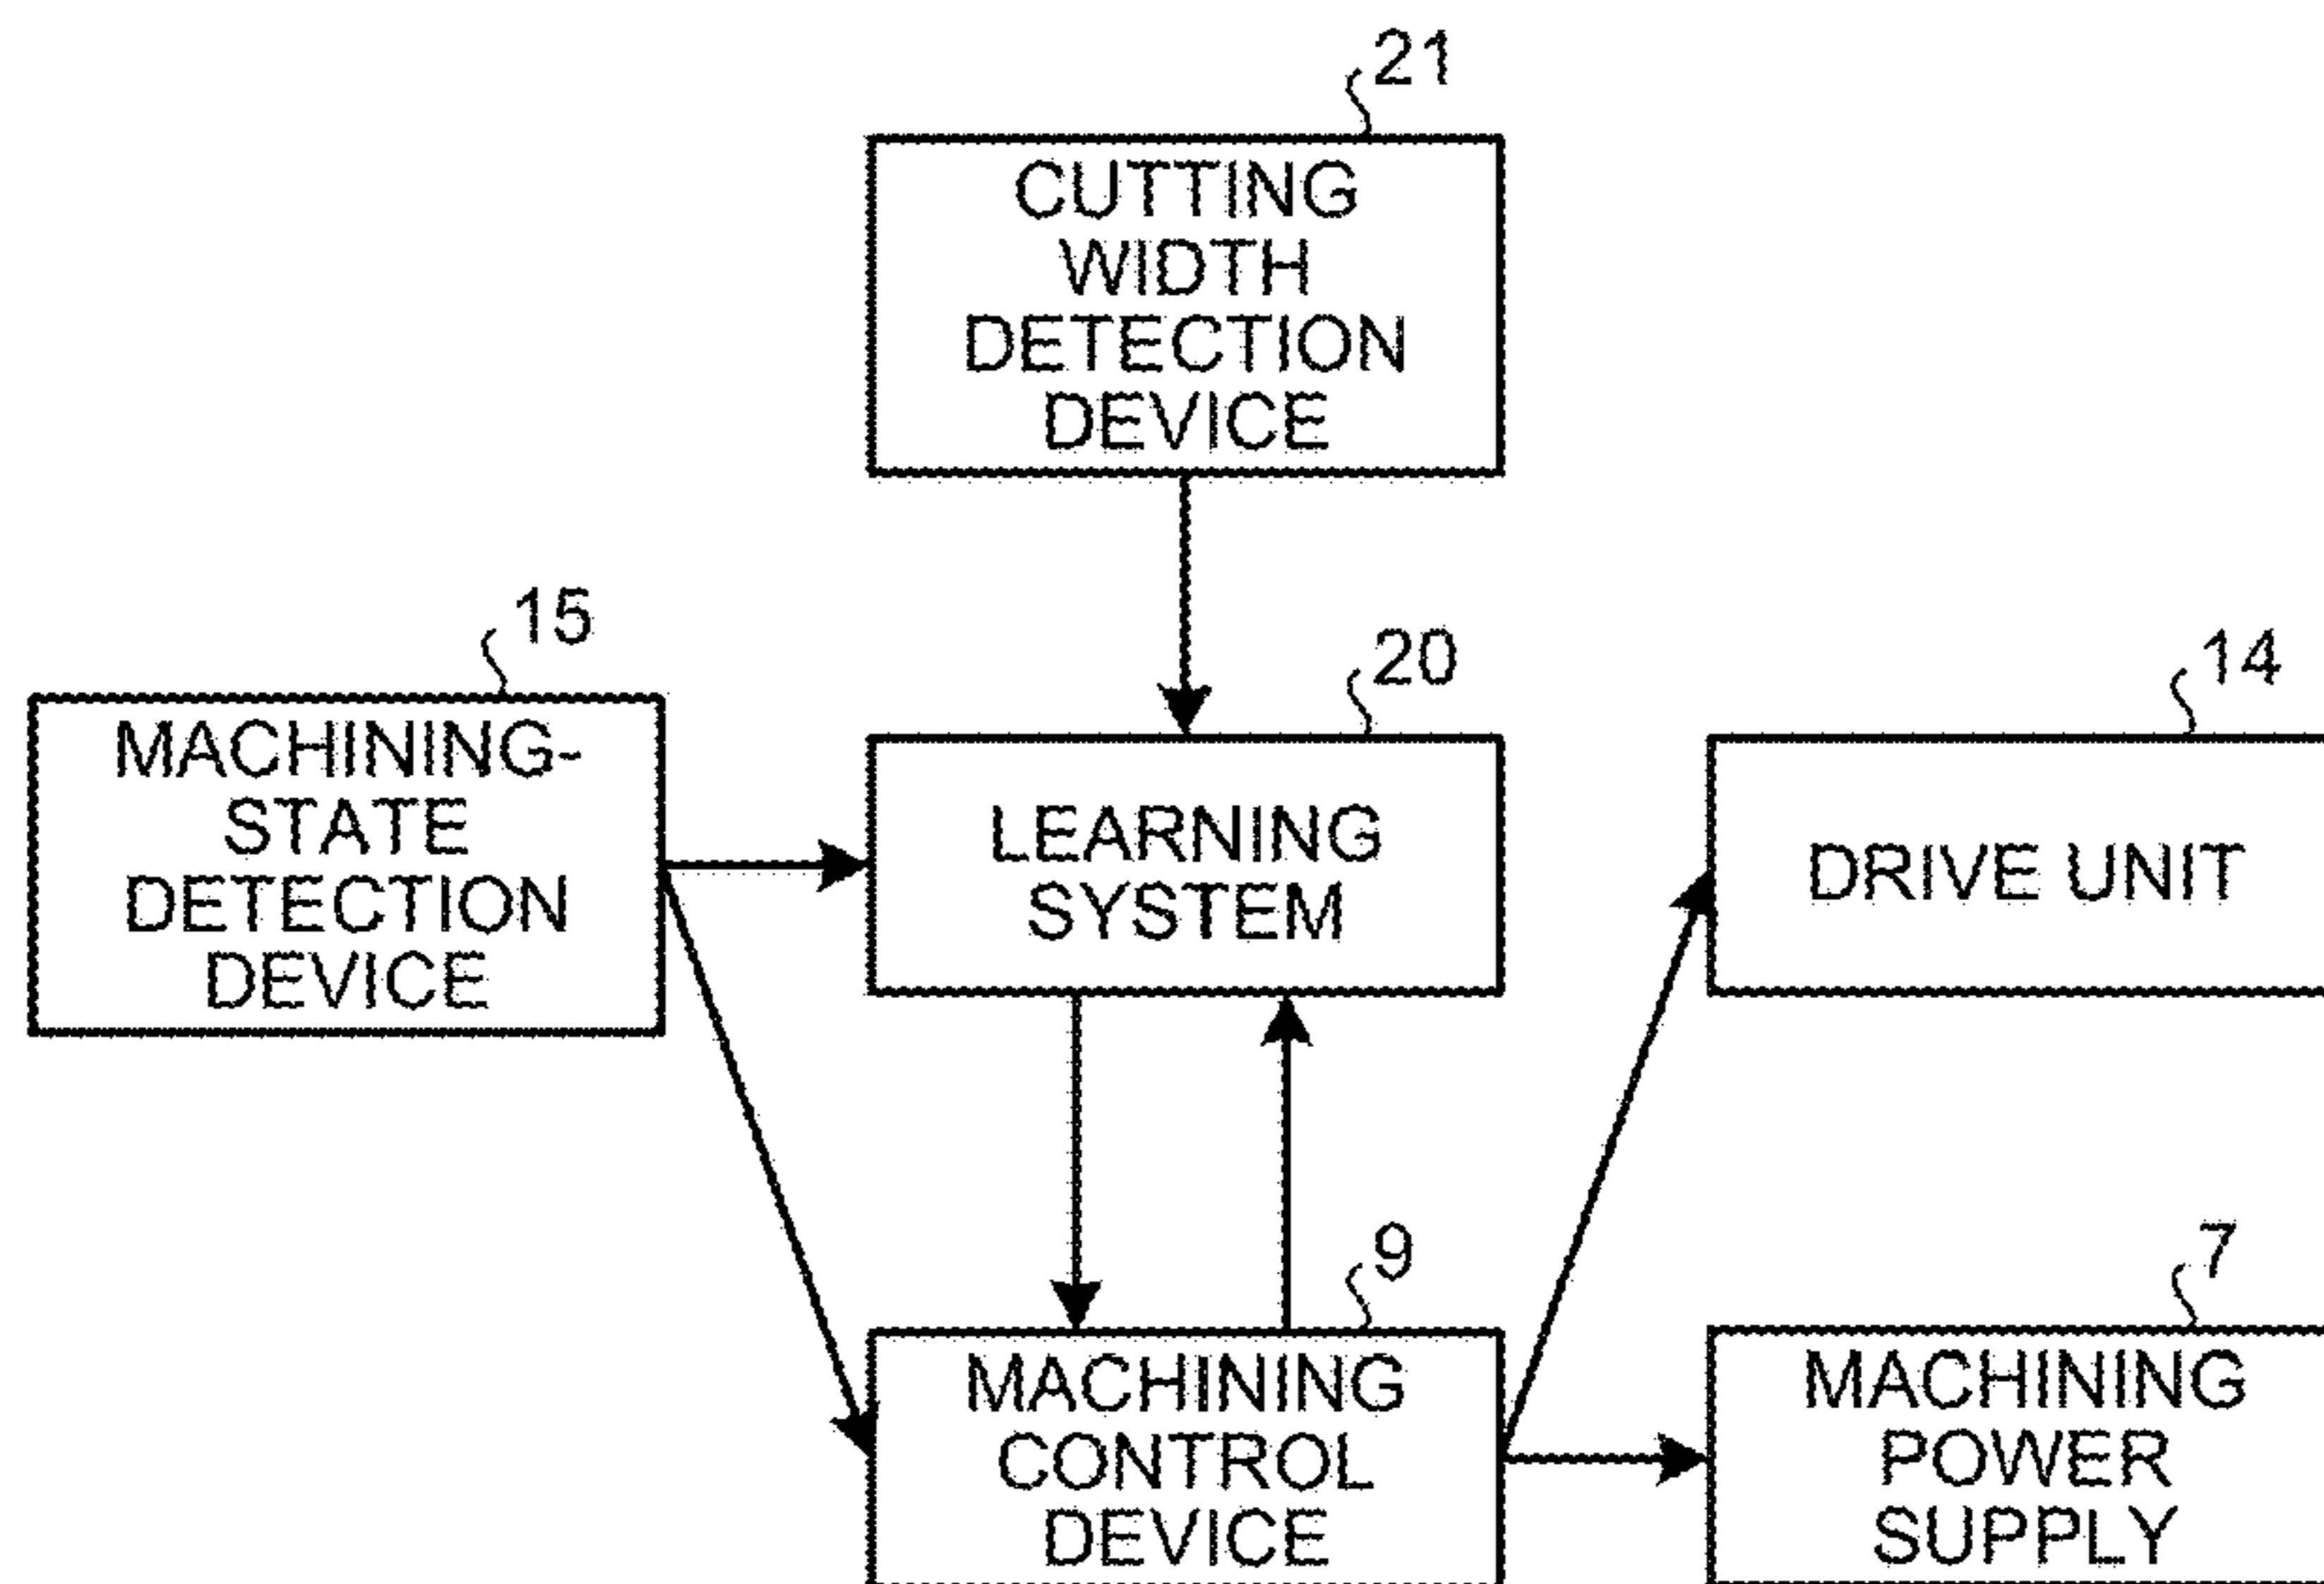 21
CUTTING
WIDTH
DETECTION
DEVICE
15
MACHINING-
STATE
DETECTION
DEVICE
20
LEARNING
SYSTEM
14
DRIVE UNIT
9
MACHINING
CONTROL
DEVICE
7
MACHINING
POWER
SUPPLY